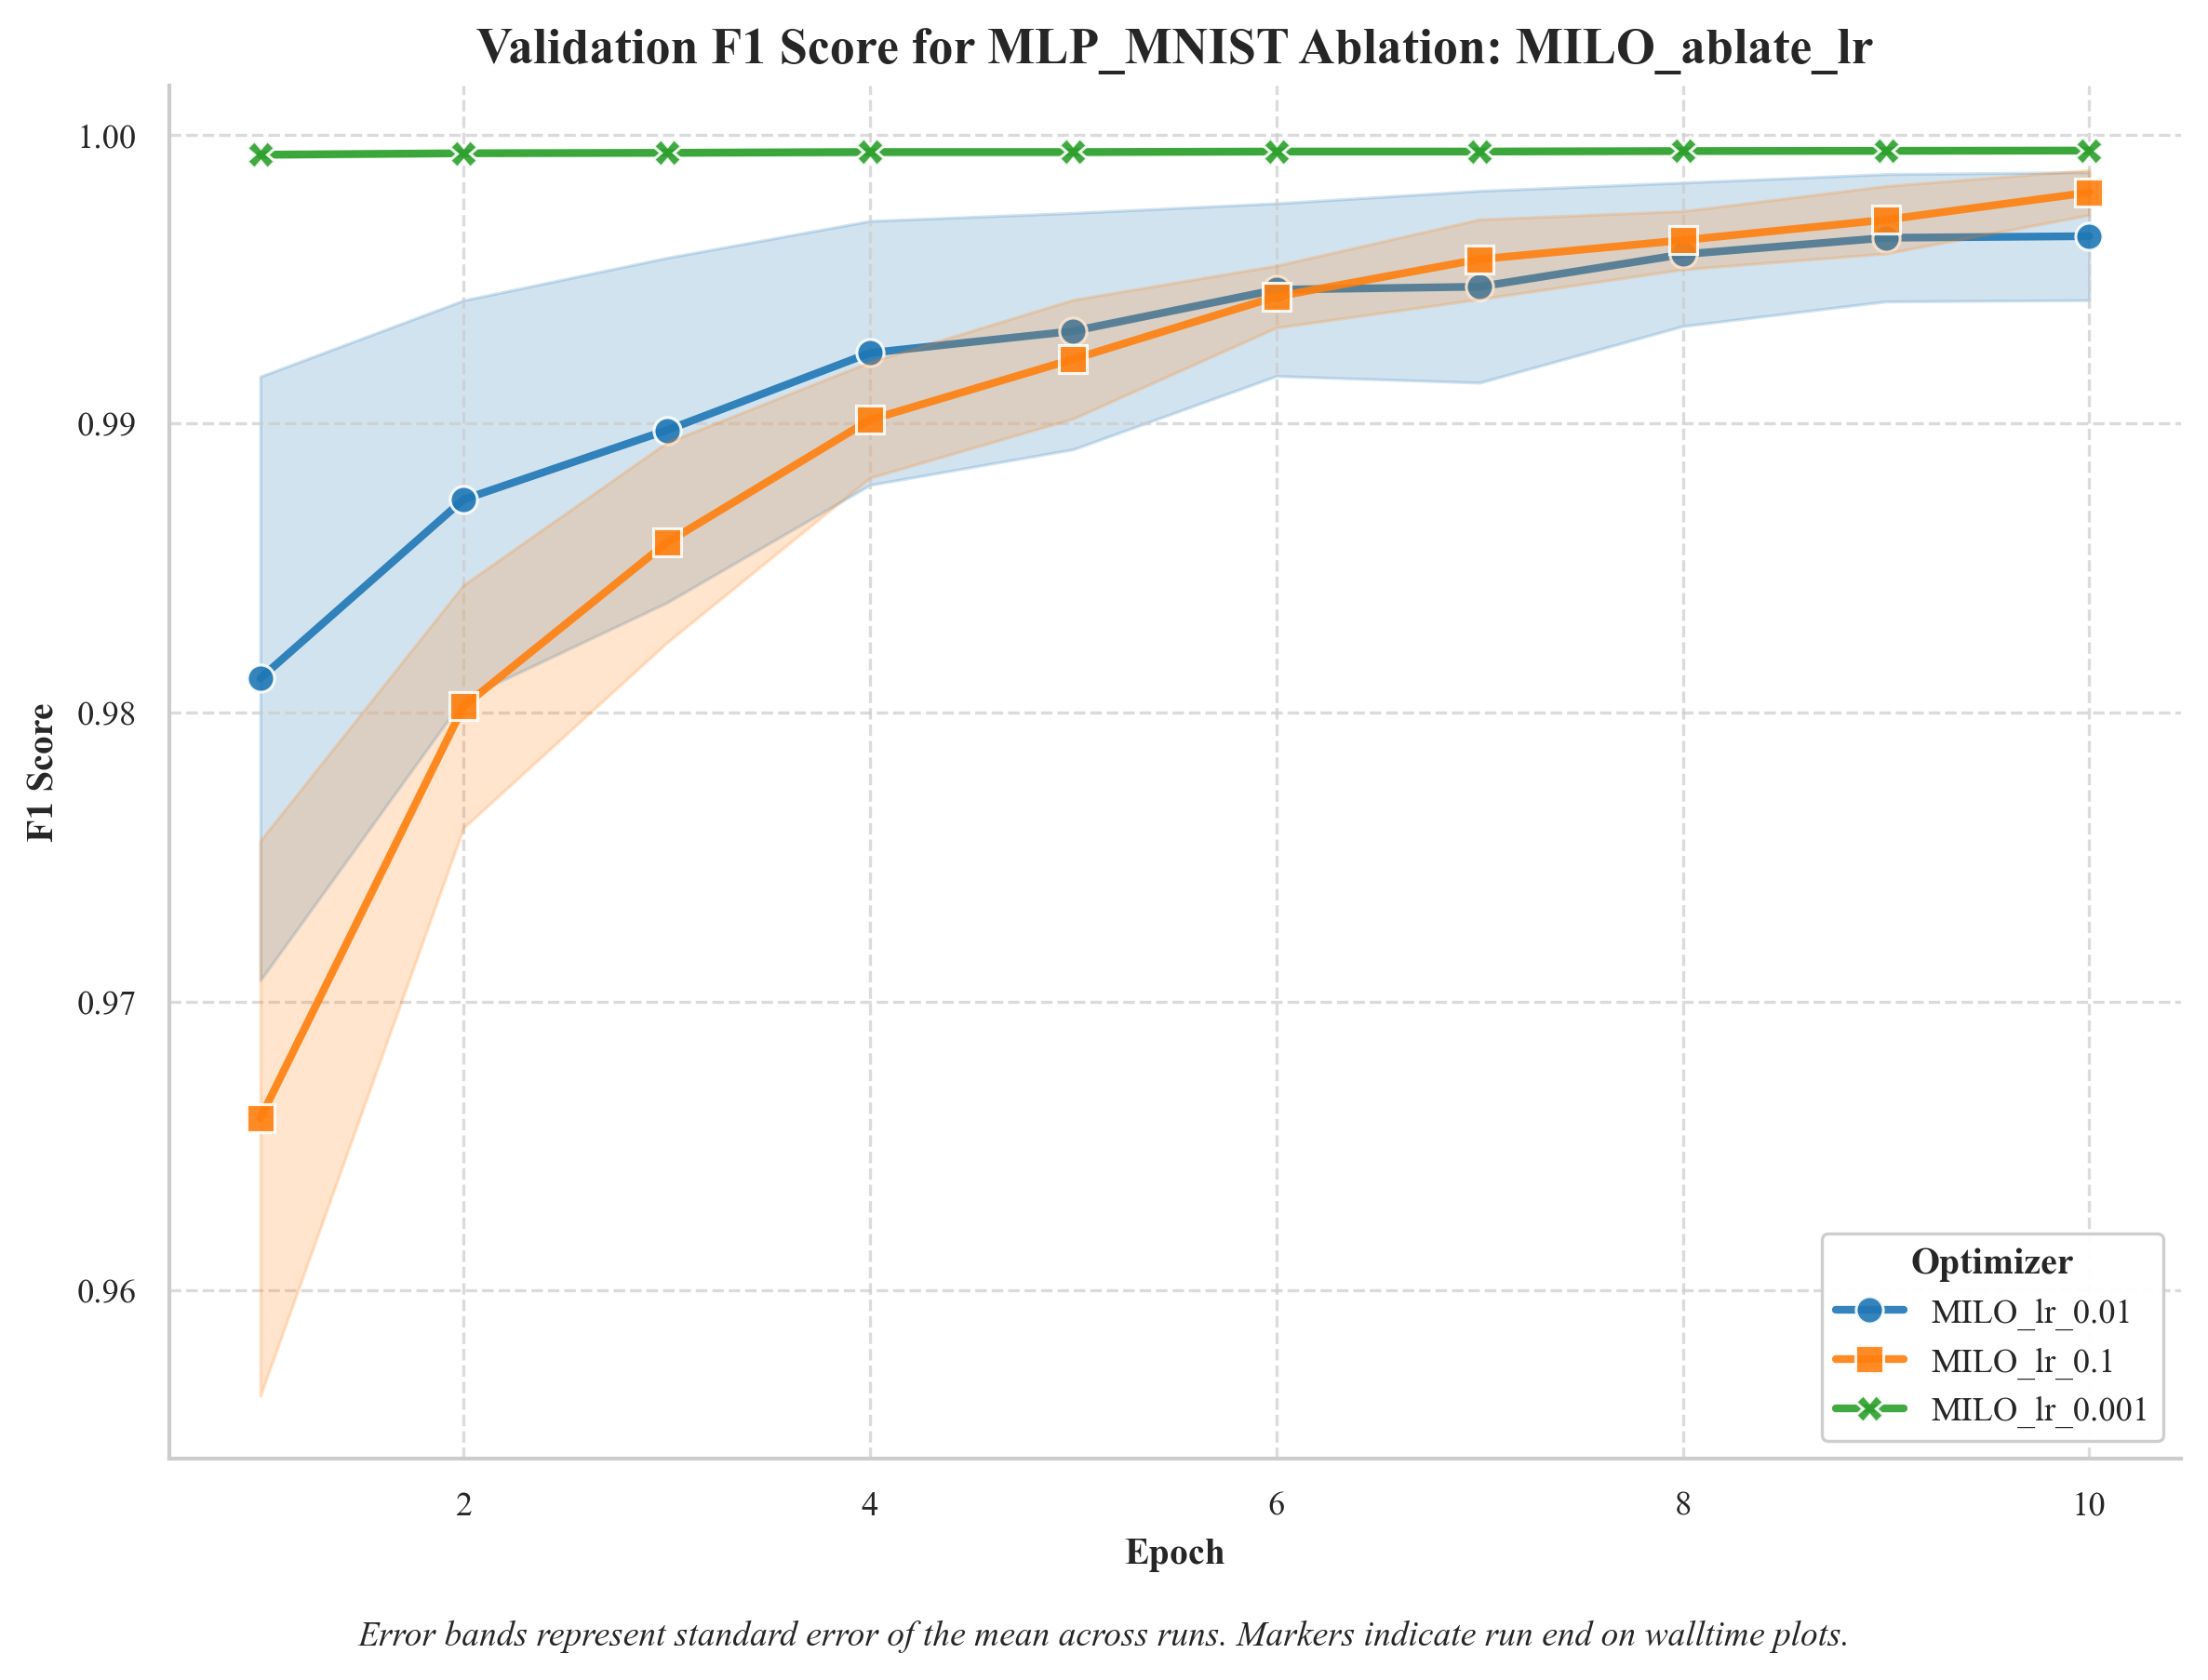 Validation F1 Score for MLP_MNIST Ablation: MILO_ablate_lr
1.00
0.99
0.98
0.97
0.96
F1 Score
2 4 6 8 10
Epoch
Optimizer
MILO_lr_0.01
MILO_lr_0.1
MILO_lr_0.001
Error bands represent standard error of the mean across runs. Markers indicate run end on walltime plots.